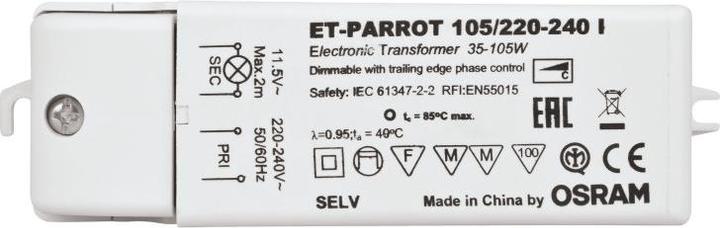 ET-PARROT 105/220-240 I
Electronic Transformer 35-105W
Dimmable with trailing edge phase control
C
Safety: IEC 61347-2-2 RFI:EN55015
tc = 85°C max.
λ=0.95;ta = 40°C
EAC
F M M 100 CE
SELV Made in China by OSRAM
SEC
11.5V~
Max.2m
PRI
220-240V~
50/60Hz